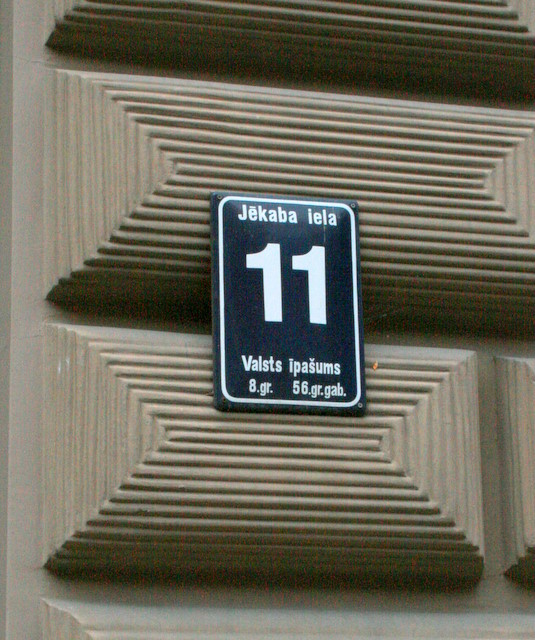 Jēkaba iela
11
Valsts īpašums
8.gr. 56.gr.gab.